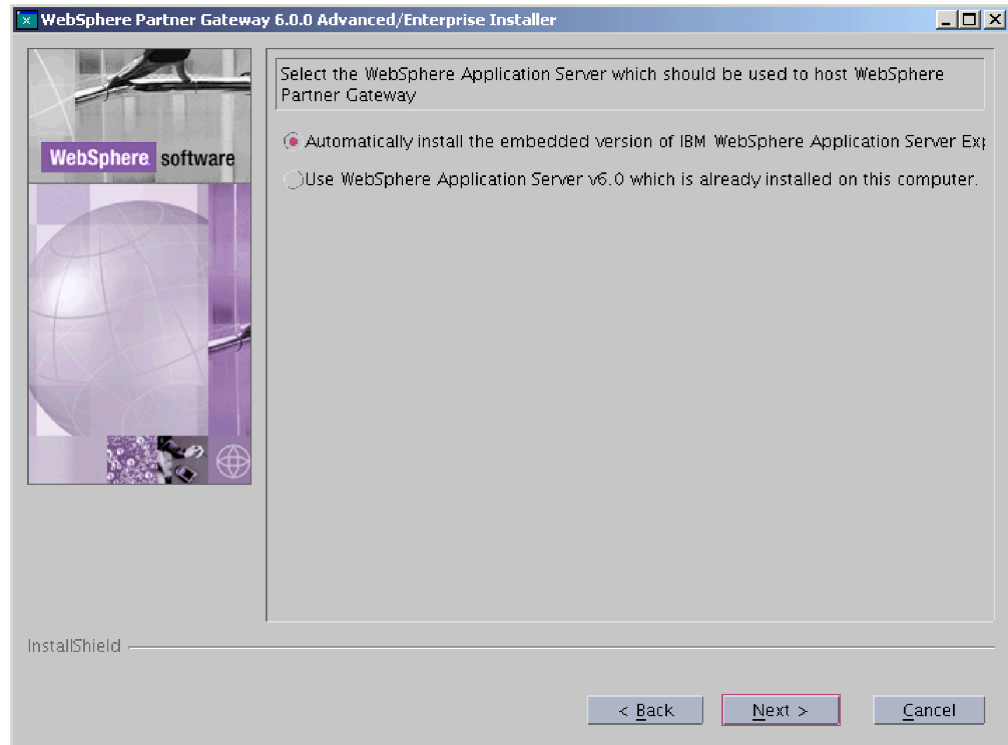 WebSphere Partner Gateway 6.0.0 Advanced/Enterprise Installer
Select the WebSphere Application Server which should be used to host WebSphere
Partner Gateway
Automatically install the embedded version of IBM WebSphere Application Server Exp
Use WebSphere Application Server v6.0 which is already installed on this computer.
WebSphere software
InstallShield
< Back
Next >
Cancel